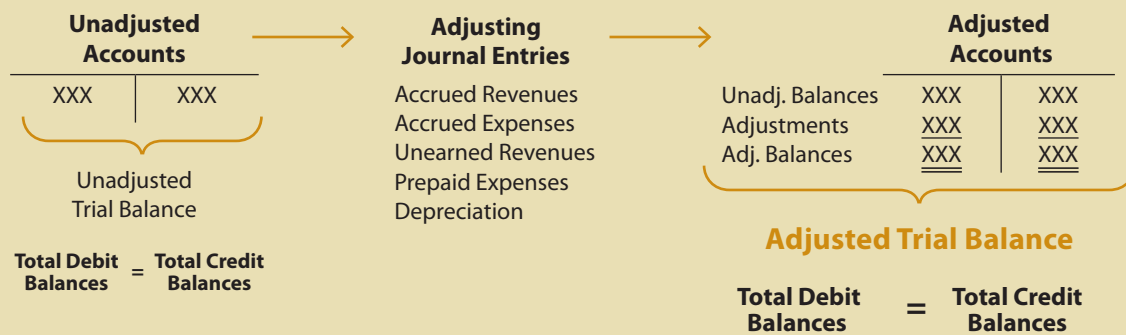 Unadjusted
Accounts
XXX XXX
Unadjusted
Trial Balance
Total Debit
Balances
=
Total Credit
Balances
Adjusting
Journal Entries
Accrued Revenues
Accrued Expenses
Unearned Revenues
Prepaid Expenses
Depreciation
Adjusted
Accounts
Unadj. Balances XXX XXX
Adjustments XXX XXX
Adj. Balances XXX XXX
Adjusted Trial Balance
Total Debit
Balances
=
Total Credit
Balances